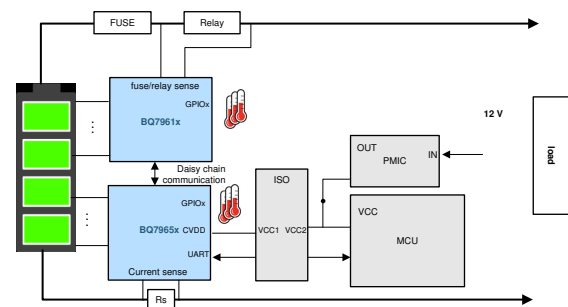 FUSE
Relay
fuse/relay sense
GPIOx
BQ7961x
12 V
load
OUT
PMIC
IN
Daisy chain
communication
ISO
GPIOx
VCC
BQ7965x CVDD
VCC1 VCC2
MCU
UART
Current sense
Rs